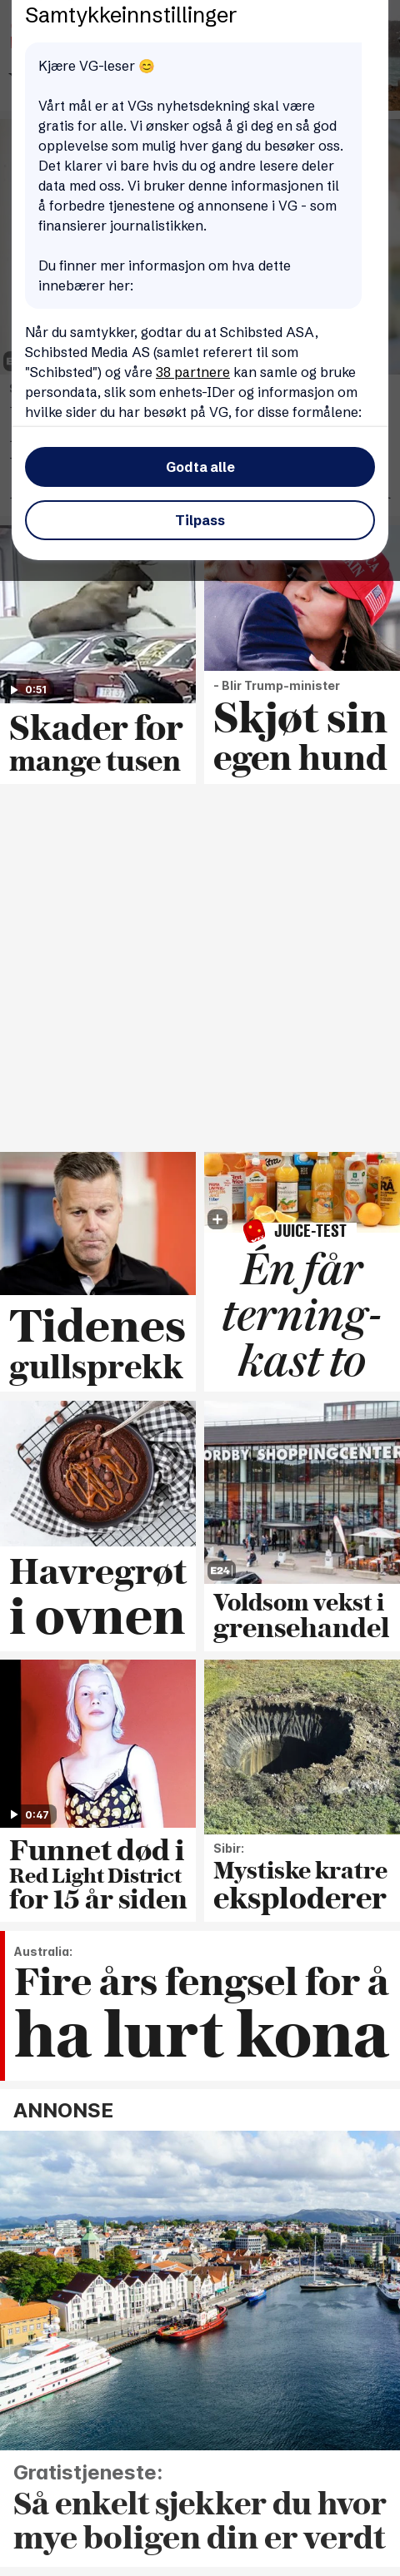 Samtykkeinnstillinger
Kjære VG-leser 😊
Vårt mål er at VGs nyhetsdekning skal være
gratis for alle. Vi ønsker også å gi deg en så god
opplevelse som mulig hver gang du besøker oss.
Det klarer vi bare hvis du og andre lesere deler
data med oss. Vi bruker denne informasjonen til
å forbedre tjenestene og annonsene i VG - som
finansierer journalistikken.
Du finner mer informasjon om hva dette
innebærer her:
Når du samtykker, godtar du at Schibsted ASA,
Schibsted Media AS (samlet referert til som
"Schibsted") og våre 38 partnere kan samle og bruke
persondata, slik som enhets-IDer og informasjon om
hvilke sider du har besøkt på VG, for disse formålene:
Godta alle
Tilpass
0:51
Skader for
mange tusen
- Blir Trump-minister
Skjøt sin
egen hund
Tidenes
gullsprekk
JUICE-TEST
Én får
terning-
kast to
Havregrøt
i ovnen
NORDBY SHOPPINGCENTER
E24
Voldsom vekst i
grensehandel
0:47
Funnet død i
Red Light District
for 15 år siden
Sibir:
Mystiske kratre
eksploderer
Australia:
Fire års fengsel for å
ha lurt kona
ANNONSE
Gratistjeneste:
Så enkelt sjekker du hvor
mye boligen din er verdt